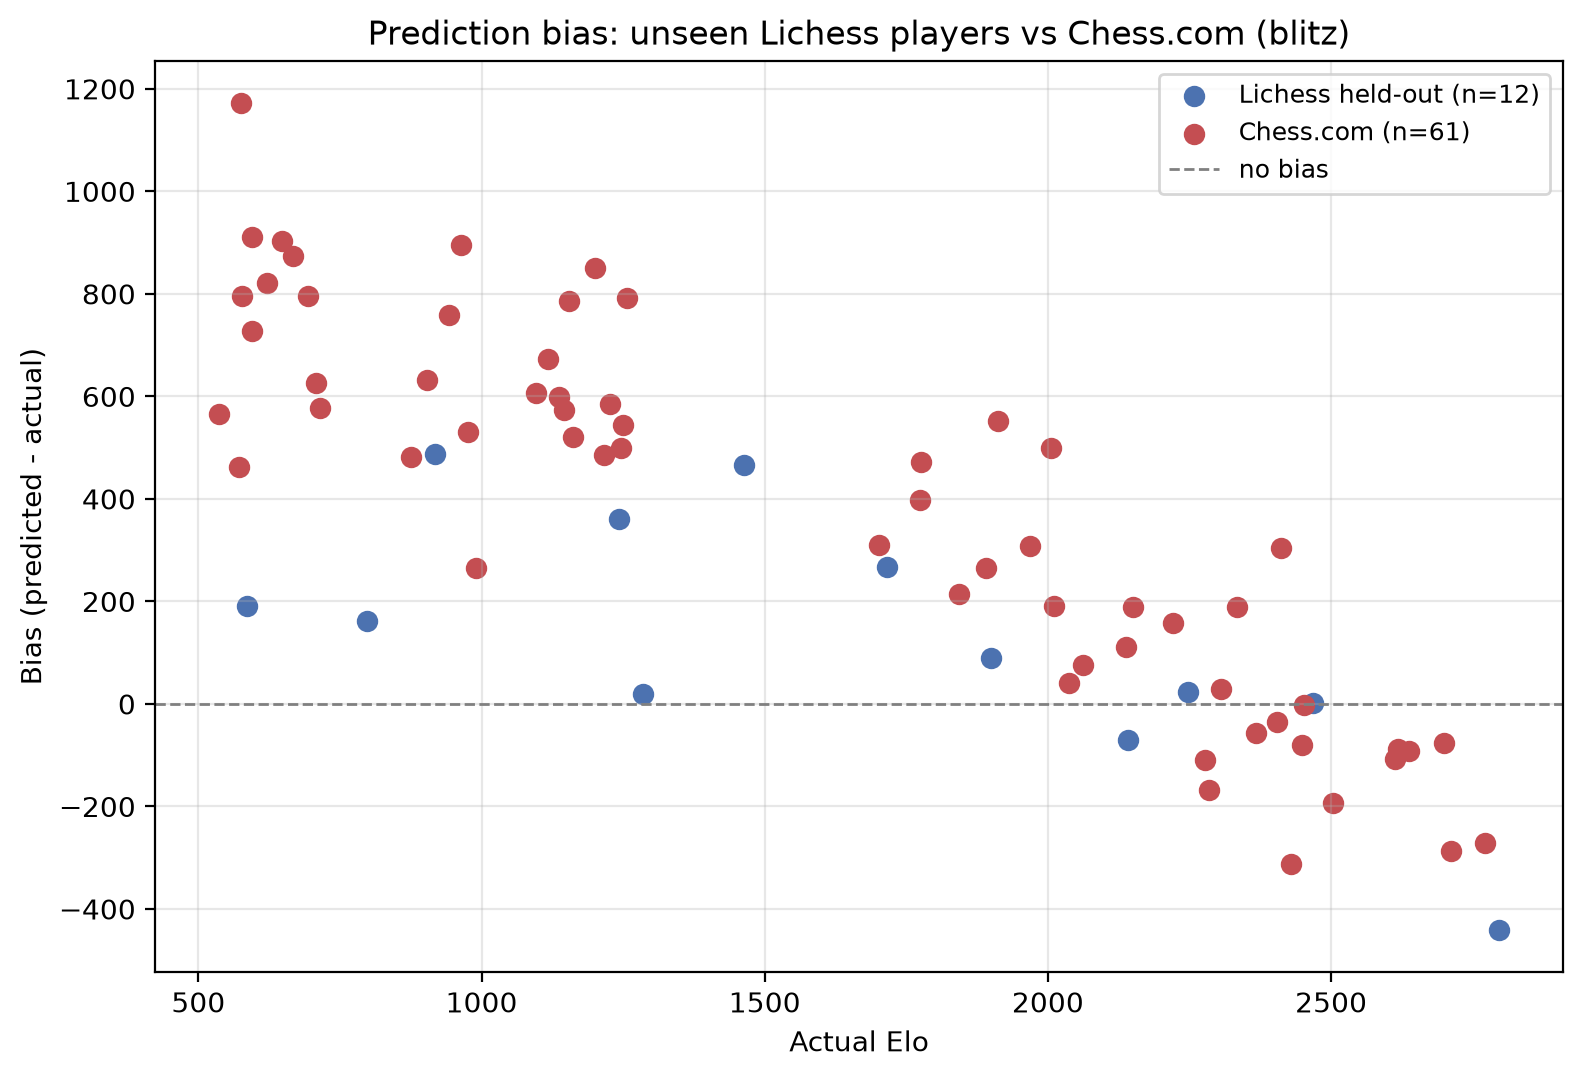 Prediction bias: unseen Lichess players vs Chess.com (blitz)
Lichess held-out (n=12)
Chess.com (n=61)
no bias
Bias (predicted - actual)
1200
1000
800
600
400
200
0
−200
−400
500 1000 1500 2000 2500
Actual Elo